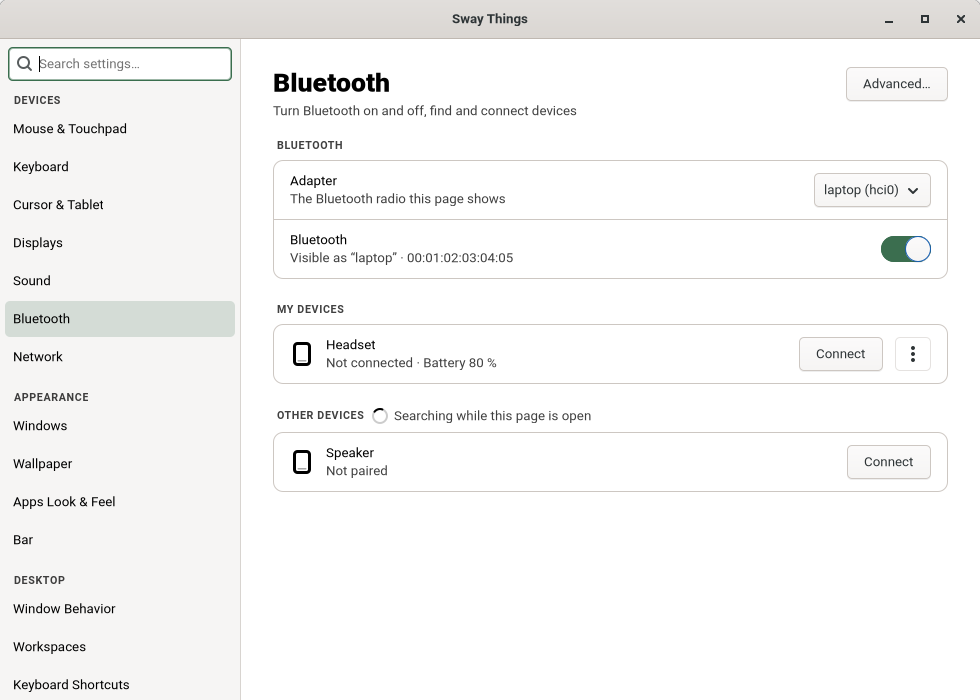 Sway Things
Search settings…
DEVICES
Mouse & Touchpad
Keyboard
Cursor & Tablet
Displays
Sound
Bluetooth
Network
APPEARANCE
Windows
Wallpaper
Apps Look & Feel
Bar
DESKTOP
Window Behavior
Workspaces
Keyboard Shortcuts
Bluetooth
Turn Bluetooth on and off, find and connect devices
Advanced…
BLUETOOTH
Adapter
The Bluetooth radio this page shows
laptop (hci0)
Bluetooth
Visible as “laptop” · 00:01:02:03:04:05
MY DEVICES
Headset
Not connected · Battery 80 %
Connect
OTHER DEVICES Searching while this page is open
Speaker
Not paired
Connect